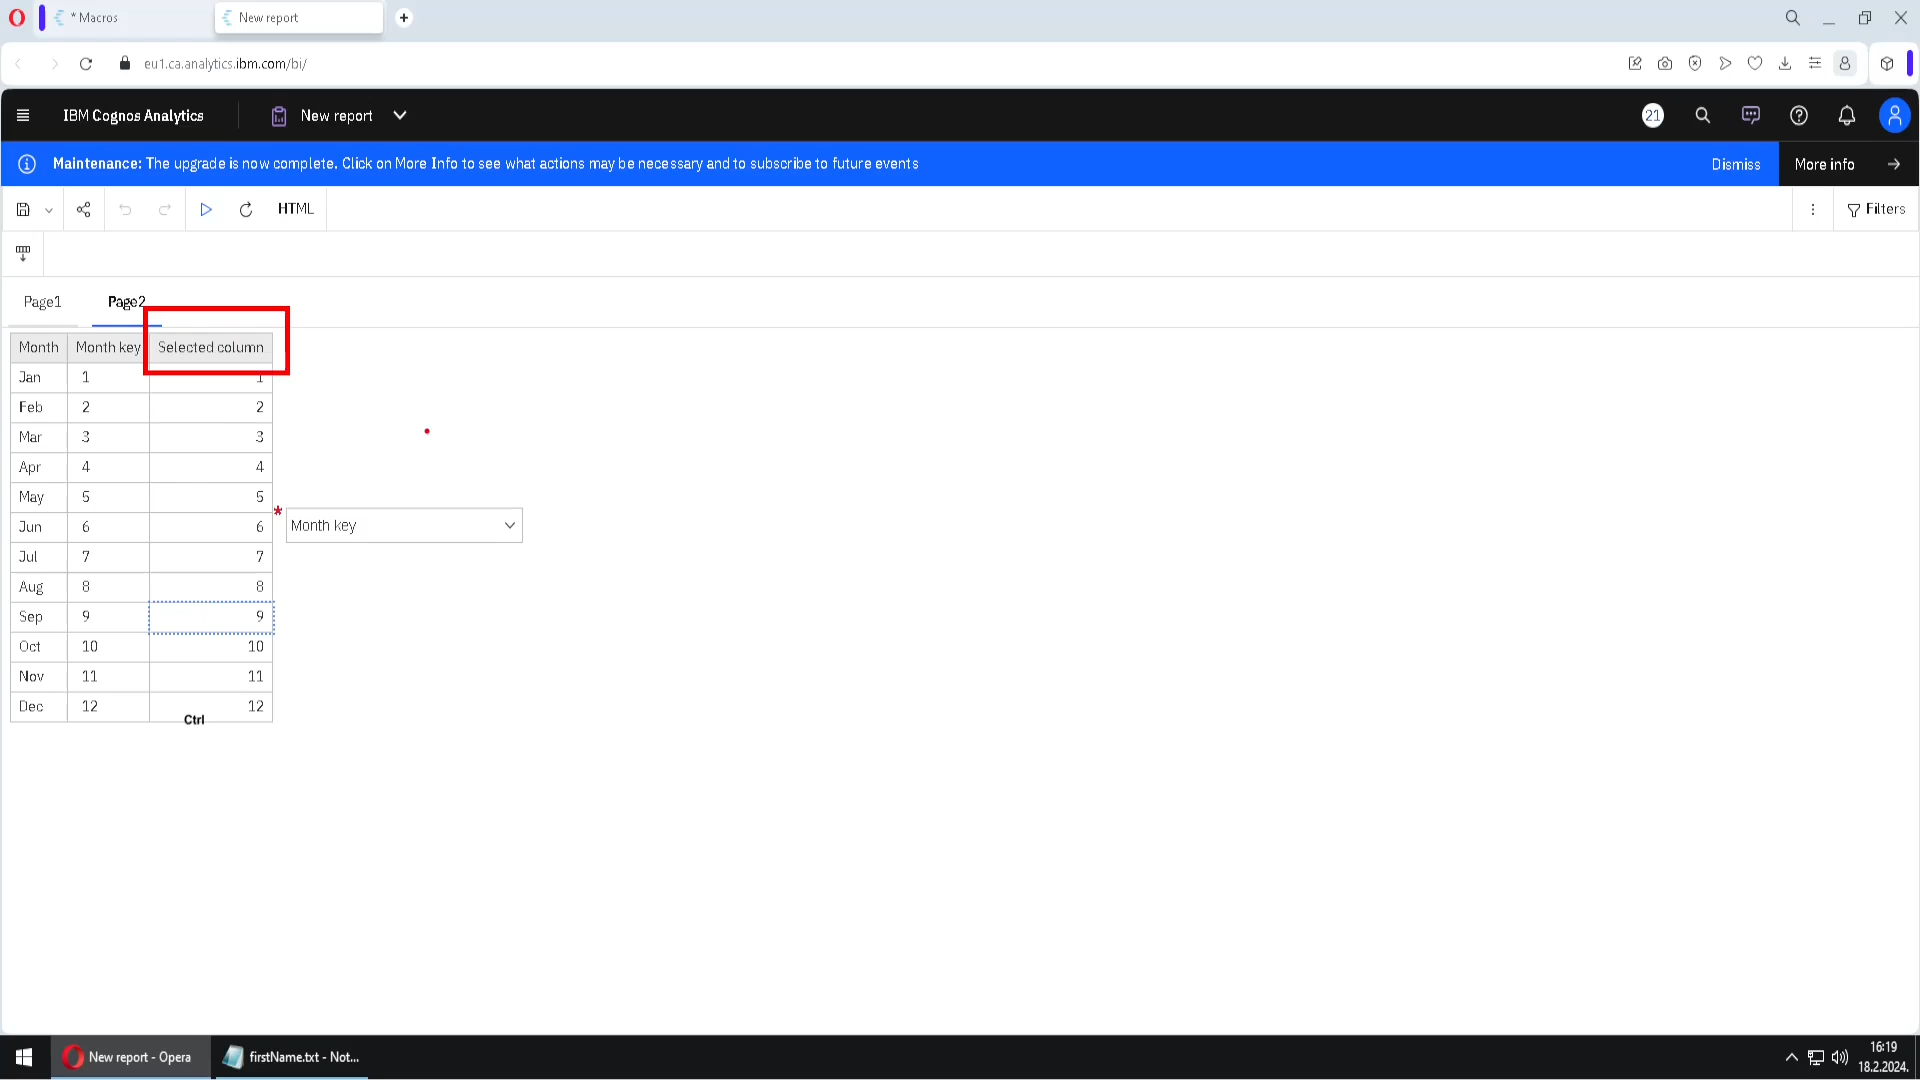 * Macros
New report
eu1.ca.analytics.ibm.com/bi/
IBM Cognos Analytics
New report
21
Maintenance: The upgrade is now complete. Click on More Info to see what actions may be necessary and to subscribe to future events
Dismiss
More info
HTML
Filters
Page1
Page2
Month Month key Selected column
Jan 1 1
Feb 2 2
Mar 3 3
Apr 4 4
May 5 5
* Month key
Jun 6 6
Jul 7 7
Aug 8 8
Sep 9 9
Oct 10 10
Nov 11 11
Dec 12 12
Ctrl
New report - Opera
firstName.txt - Not...
16:19
18.2.2024.